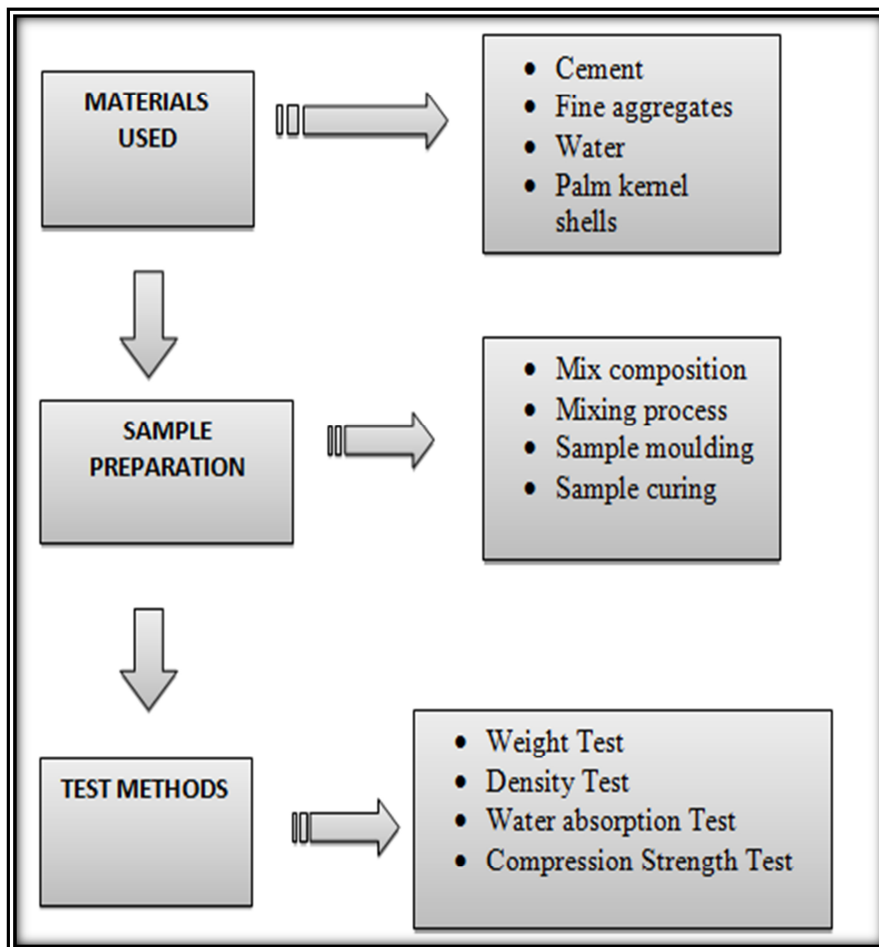 MATERIALS
USED
• Cement
• Fine aggregates
• Water
• Palm kernel
shells
SAMPLE
PREPARATION
• Mix composition
• Mixing process
• Sample moulding
• Sample curing
TEST METHODS
• Weight Test
• Density Test
• Water absorption Test
• Compression Strength Test